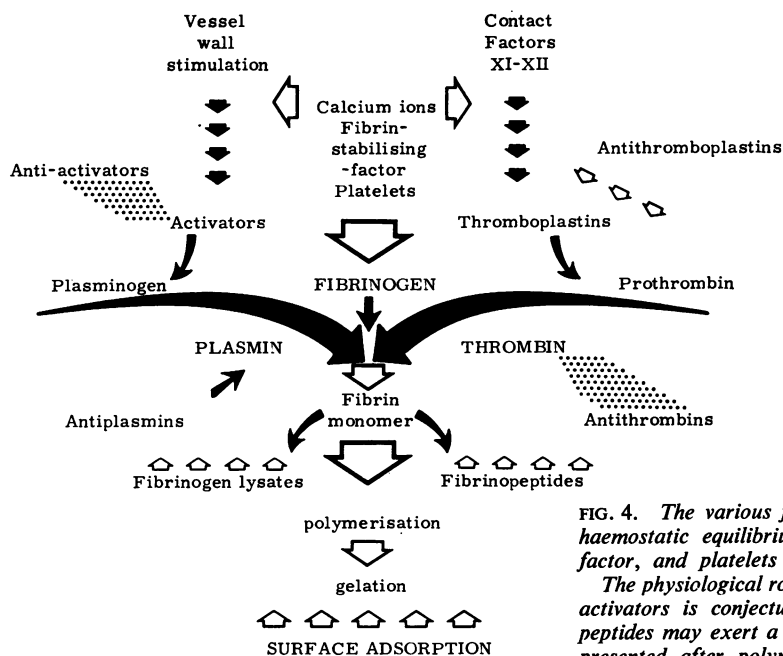 Vessel
wall
stimulation
Contact
Factors
XI-XII
Calcium ions
Fibrin-
stabilising
-factor
Platelets
Anti-activators
Antithromboplastins
Activators
Thromboplastins
Plasminogen
FIBRINOGEN
Prothrombin
PLASMIN
THROMBIN
Antiplasmins
Fibrin
monomer
Antithrombins
Fibrinogen lysates
Fibrinopeptides
polymerisation
gelation
SURFACE ADSORPTION
FIG. 4. The various
haemostatic equilibriu
factor, and platelets
The physiological
activators is conjectu
peptides may exert a
presented after